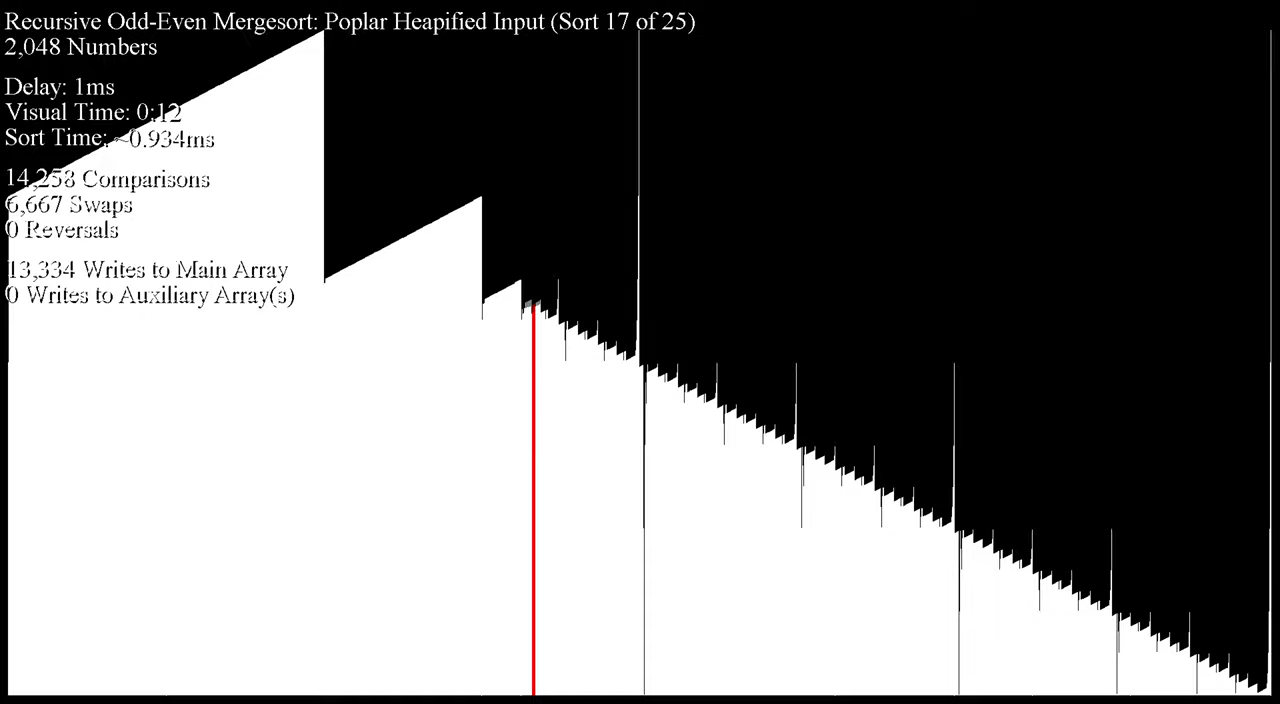 Recursive Odd-Even Mergesort: Poplar Heapified Input (Sort 17 of 25)
2,048 Numbers
Delay: 1ms
Visual Time: 0:12
Sort Time: ~0.934ms
14,258 Comparisons
6,667 Swaps
0 Reversals
13,334 Writes to Main Array
0 Writes to Auxiliary Array(s)